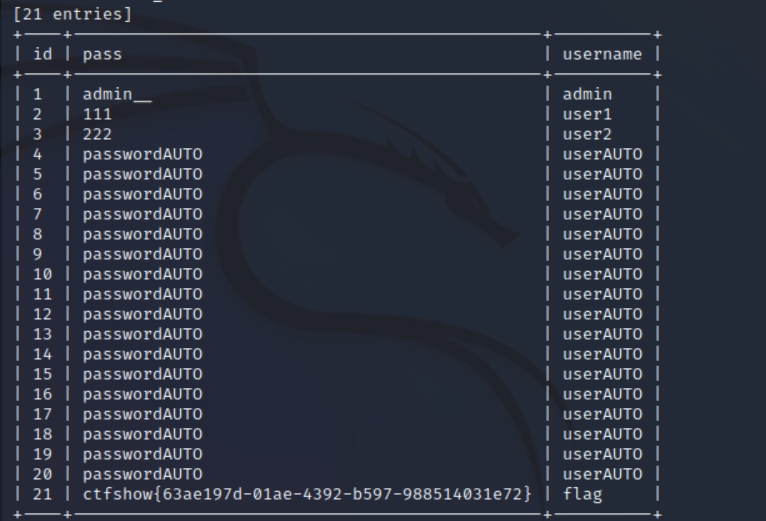 [21 entries]
+----+-----------------------------------------------+----------+
| id | pass | username |
+----+-----------------------------------------------+----------+
| 1 | admin__ | admin |
| 2 | 111 | user1 |
| 3 | 222 | user2 |
| 4 | passwordAUTO | userAUTO |
| 5 | passwordAUTO | userAUTO |
| 6 | passwordAUTO | userAUTO |
| 7 | passwordAUTO | userAUTO |
| 8 | passwordAUTO | userAUTO |
| 9 | passwordAUTO | userAUTO |
| 10 | passwordAUTO | userAUTO |
| 11 | passwordAUTO | userAUTO |
| 12 | passwordAUTO | userAUTO |
| 13 | passwordAUTO | userAUTO |
| 14 | passwordAUTO | userAUTO |
| 15 | passwordAUTO | userAUTO |
| 16 | passwordAUTO | userAUTO |
| 17 | passwordAUTO | userAUTO |
| 18 | passwordAUTO | userAUTO |
| 19 | passwordAUTO | userAUTO |
| 20 | passwordAUTO | userAUTO |
| 21 | ctfshow{63ae197d-01ae-4392-b597-988514031e72} | flag |
+----+-----------------------------------------------+----------+